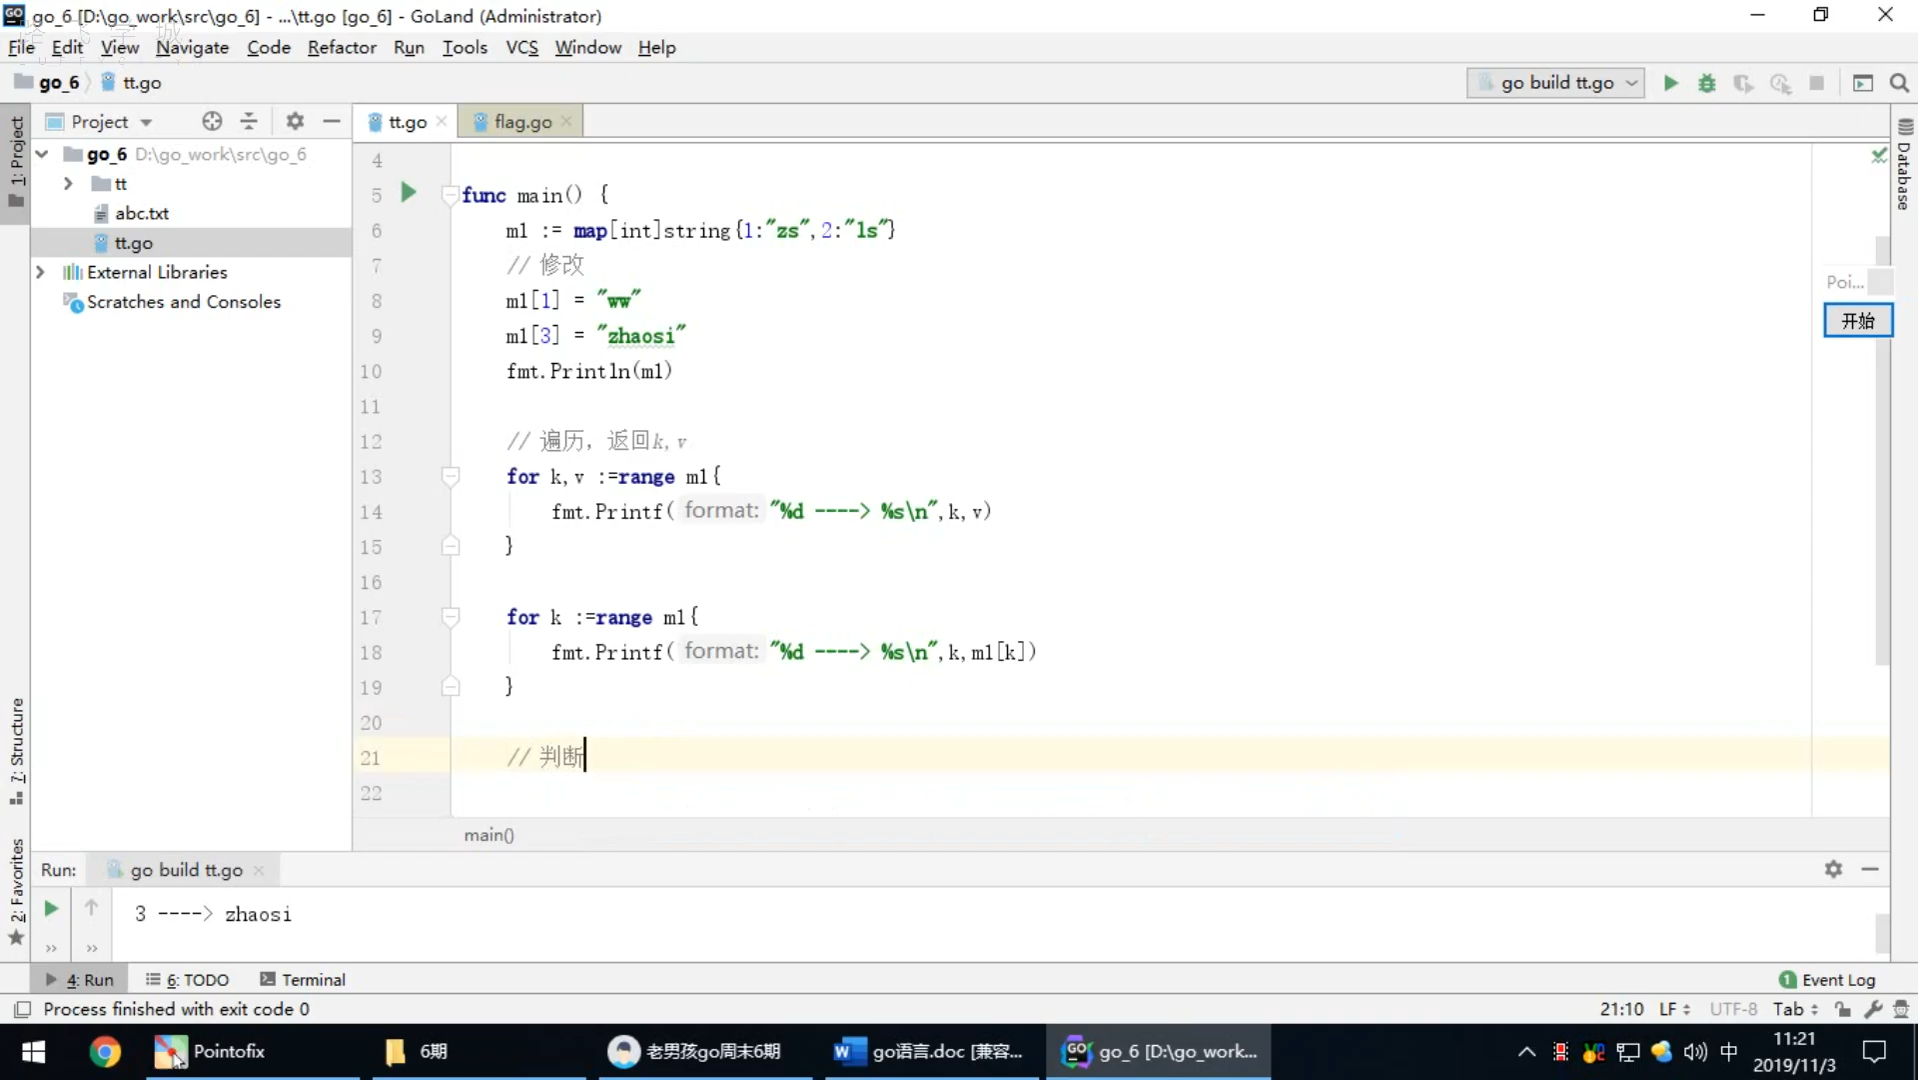 go_6 [D:\go_work\src\go_6] - ...\tt.go [go_6] - GoLand (Administrator)
File Edit View Navigate Code Refactor Run Tools VCS Window Help
go_6 tt.go
go build tt.go
Project
tt.go
flag.go
1: Project
go_6 D:\go_work\src\go_6
tt
abc.txt
tt.go
External Libraries
Scratches and Consoles
4
5 func main() {
6 m1 := map[int]string{1:"zs",2:"ls"}
7 // 修改
8 m1[1] = "ww"
9 m1[3] = "zhaosi"
10 fmt.Println(m1)
11
12 // 遍历，返回k,v
13 for k,v :=range m1{
14 fmt.Printf( format: "%d ----> %s\n",k,v)
15 }
16
17 for k :=range m1{
18 fmt.Printf( format: "%d ----> %s\n",k,m1[k])
19 }
20
21 // 判断
22
main()
Database
Poi...
开始
7: Structure
2: Favorites
Run: go build tt.go
3 ----> zhaosi
4: Run 6: TODO Terminal
1 Event Log
Process finished with exit code 0
21:10 LF UTF-8 Tab
Pointofix
6期
老男孩go周末6期
go语言.doc [兼容...
go_6 [D:\go_work...
中
11:21
2019/11/3